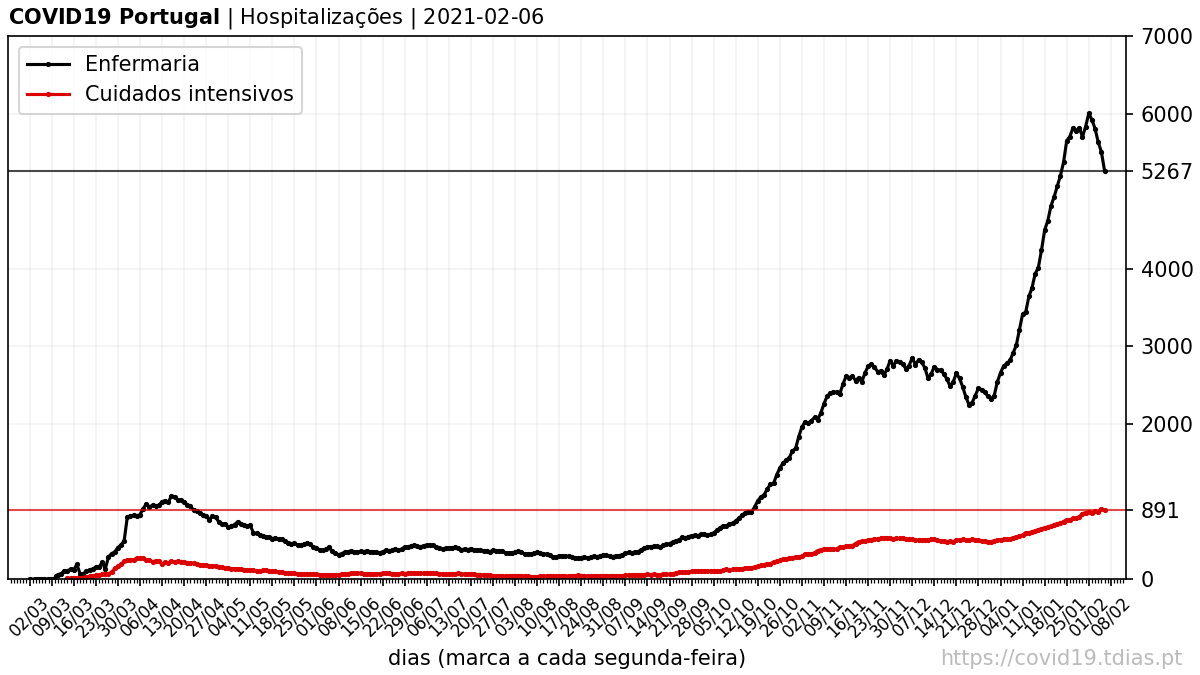 COVID19 Portugal | Hospitalizações | 2021-02-06
Enfermaria
Cuidados intensivos
7000
6000
5267
4000
3000
2000
891
0
02/03 09/03 16/03 23/03 30/03 06/04 13/04 20/04 27/04 04/05 11/05 18/05 25/05 01/06 08/06 15/06 22/06 29/06 06/07 13/07 20/07 27/07 03/08 10/08 17/08 24/08 31/08 07/09 14/09 21/09 28/09 05/10 12/10 19/10 26/10 02/11 09/11 16/11 23/11 30/11 07/12 14/12 21/12 28/12 04/01 11/01 18/01 25/01 01/02 08/02
dias (marca a cada segunda-feira)
https://covid19.tdias.pt